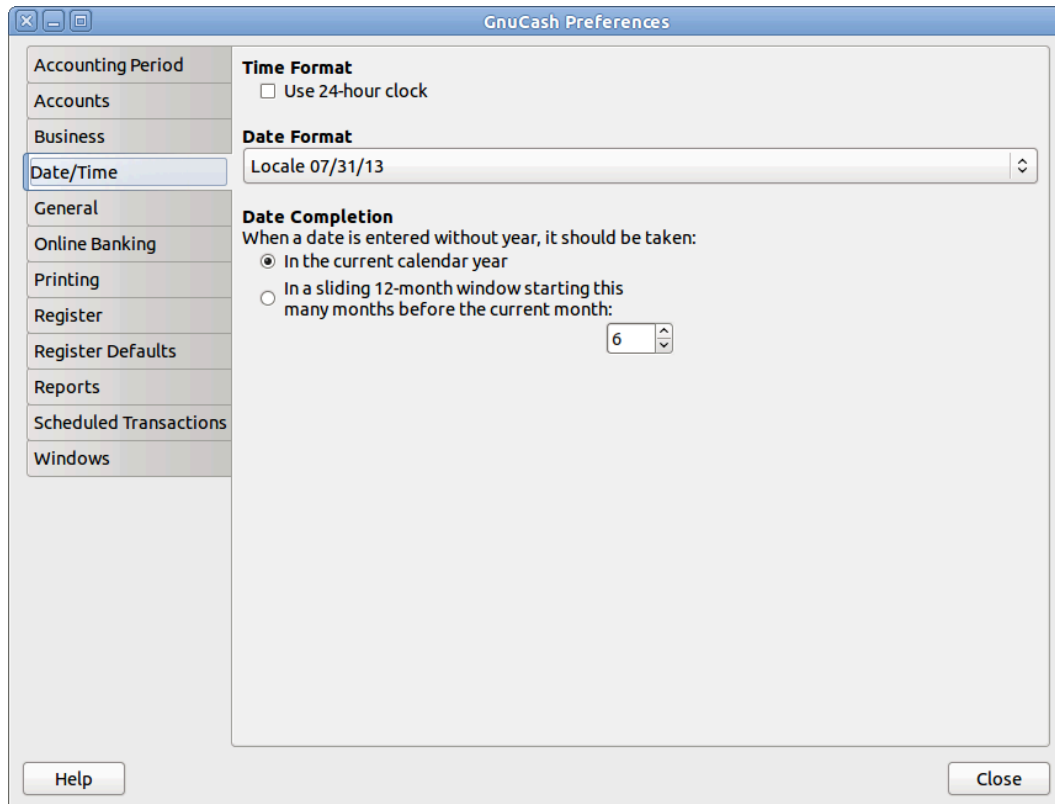 GnuCash Preferences
Accounting Period
Accounts
Business
Date/Time
General
Online Banking
Printing
Register
Register Defaults
Reports
Scheduled Transactions
Windows
Time Format
Use 24-hour clock
Date Format
Locale 07/31/13
Date Completion
When a date is entered without year, it should be taken:
In the current calendar year
In a sliding 12-month window starting this
many months before the current month:
6
Help
Close